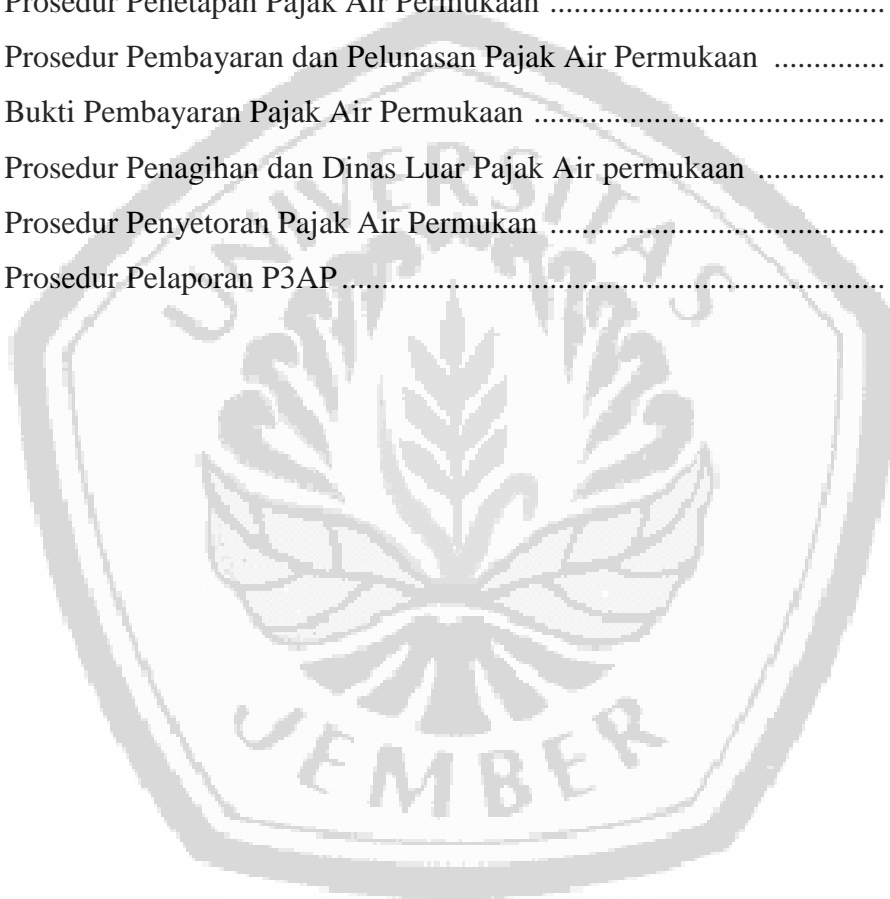 Prosedur Penetapan Pajak Air Permukaan ....................................
Prosedur Pembayaran dan Pelunasan Pajak Air Permukaan ..............
Bukti Pembayaran Pajak Air Permukaan ......................................
Prosedur Penagihan dan Dinas Luar Pajak Air permukaan ................
Prosedur Penyetoran Pajak Air Permukan ....................................
Prosedur Pelaporan P3AP ..........................................................
UNIVERSITAS
JEMBER